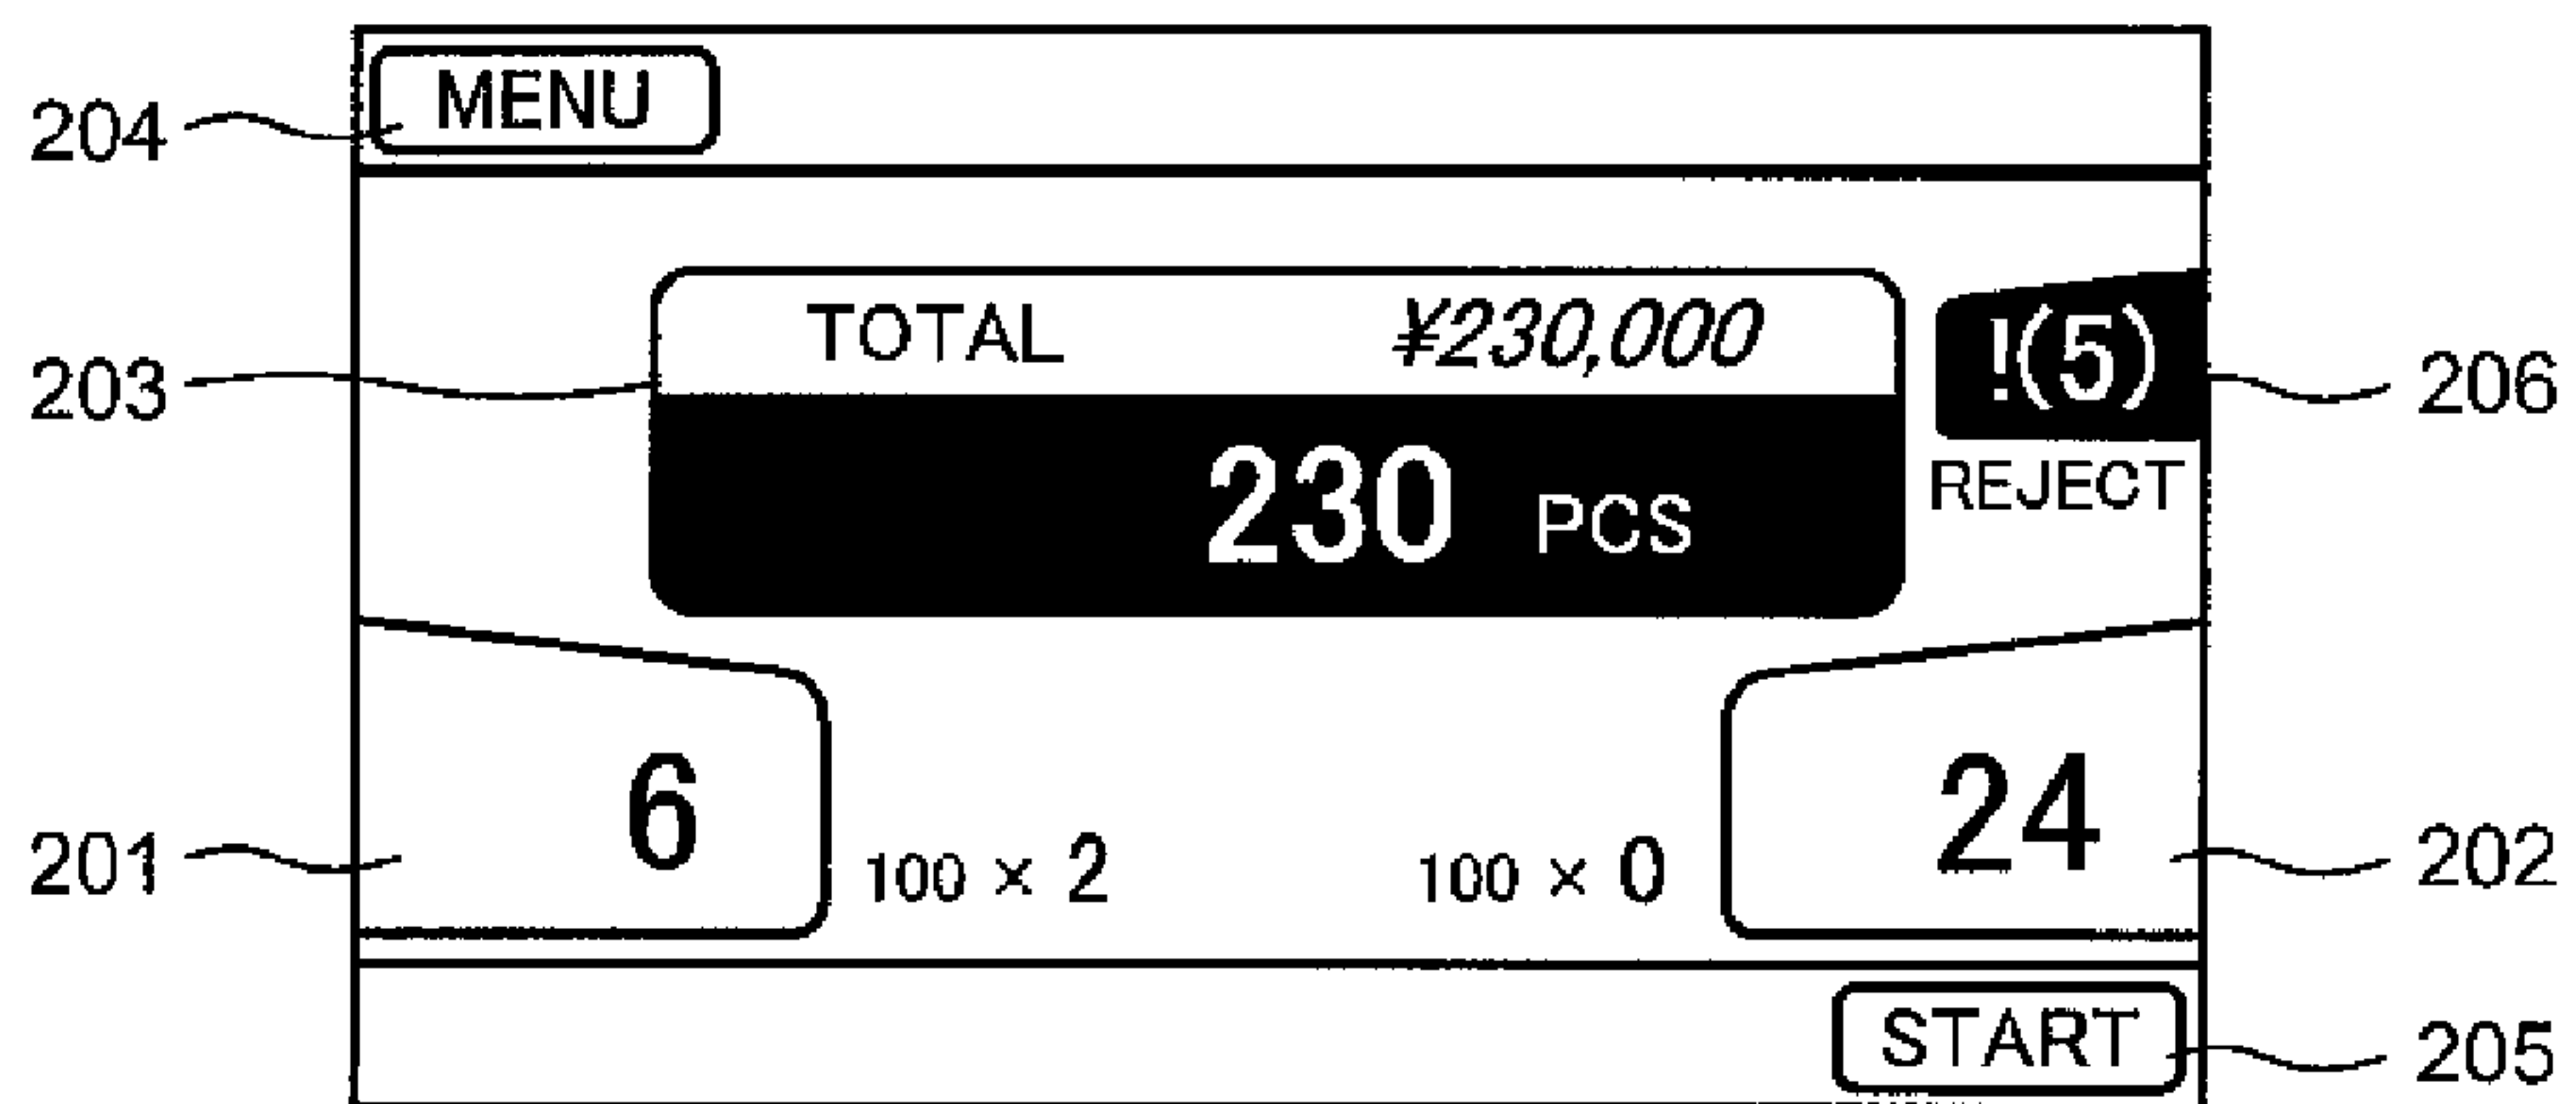 204
MENU
203
TOTAL ¥230,000
!(5)
206
230 PCS
REJECT
201
6
100 × 2
100 × 0
24
202
START
205